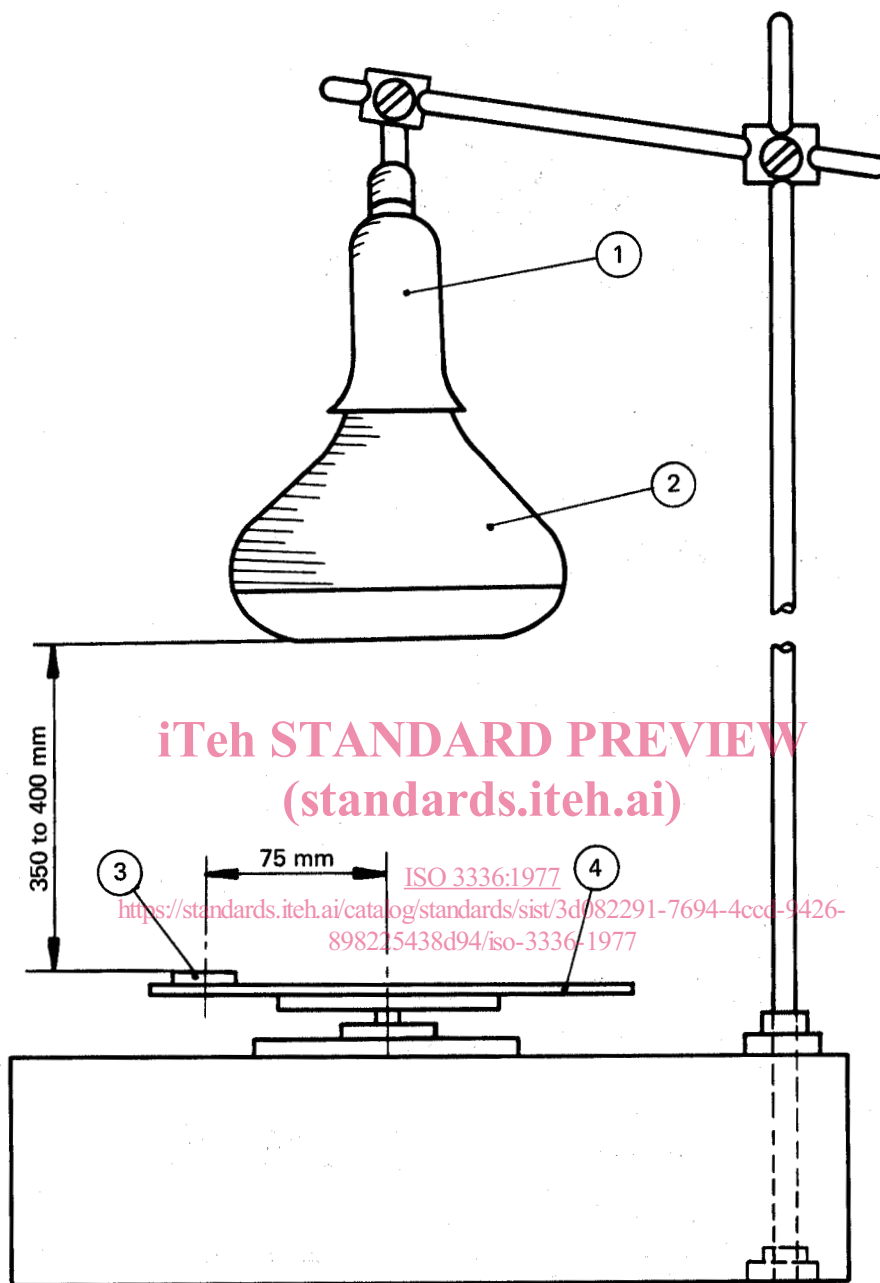 1
2
350 to 400 mm
iTeh STANDARD PREVIEW
(standards.iteh.ai)
75 mm
3
4
ISO 3336:1977
https://standards.iteh.ai/catalog/standards/sist/3d082291-7694-4ccd-9426-
898225438d94/iso-3336-1977